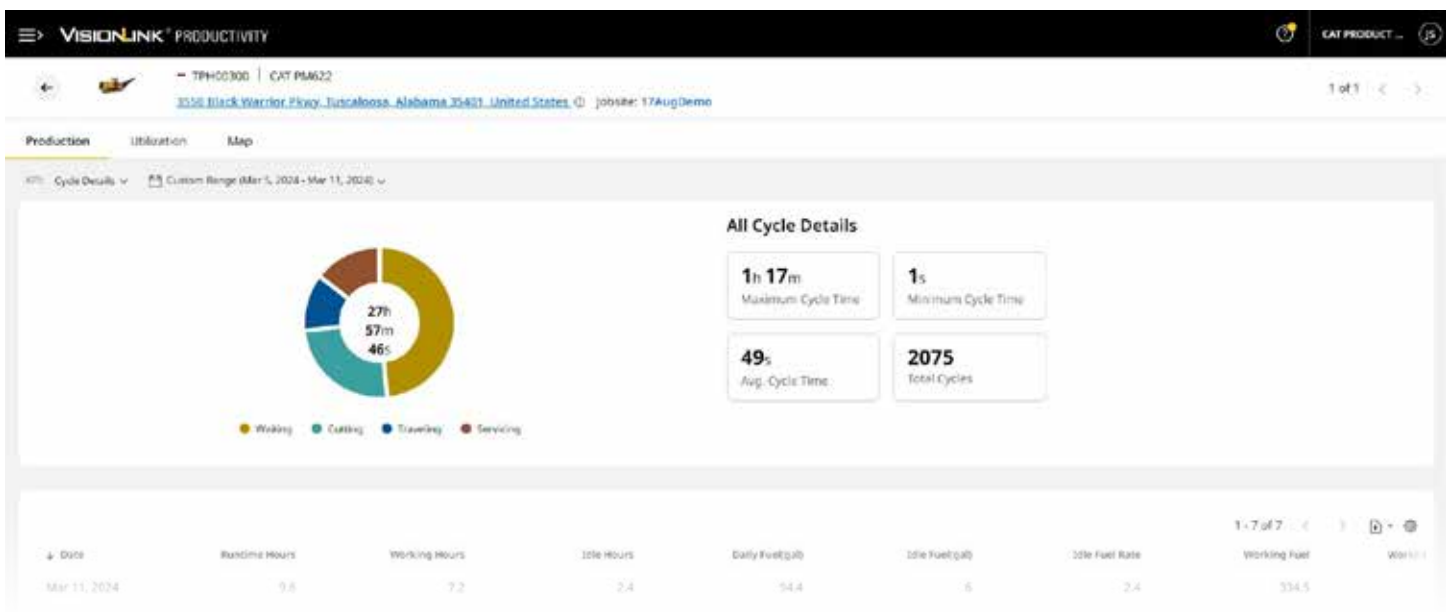 VISIONLINK® PRODUCTIVITY
CAT PRODUCT ...
JS
TPH00300 | CAT PM622
1 of 1
3550 Black Warrior Pkwy, Tuscaloosa, Alabama 35401, United States Jobsite: 17AugDemo
Production Utilization Map
Cycle Details Custom Range (Mar 5, 2024 - Mar 11, 2024)
All Cycle Details
1h 17m
Maximum Cycle Time
1s
Minimum Cycle Time
27h
57m
46s
49s
Avg. Cycle Time
2075
Total Cycles
Waiting Cutting Traveling Servicing
1 - 7 of 7
Date Runtime Hours Working Hours Idle Hours Daily Fuel(gal) Idle Fuel(gal) Idle Fuel Rate Working Fuel
Mar 11, 2024 9.6 7.2 2.4 6 2.4